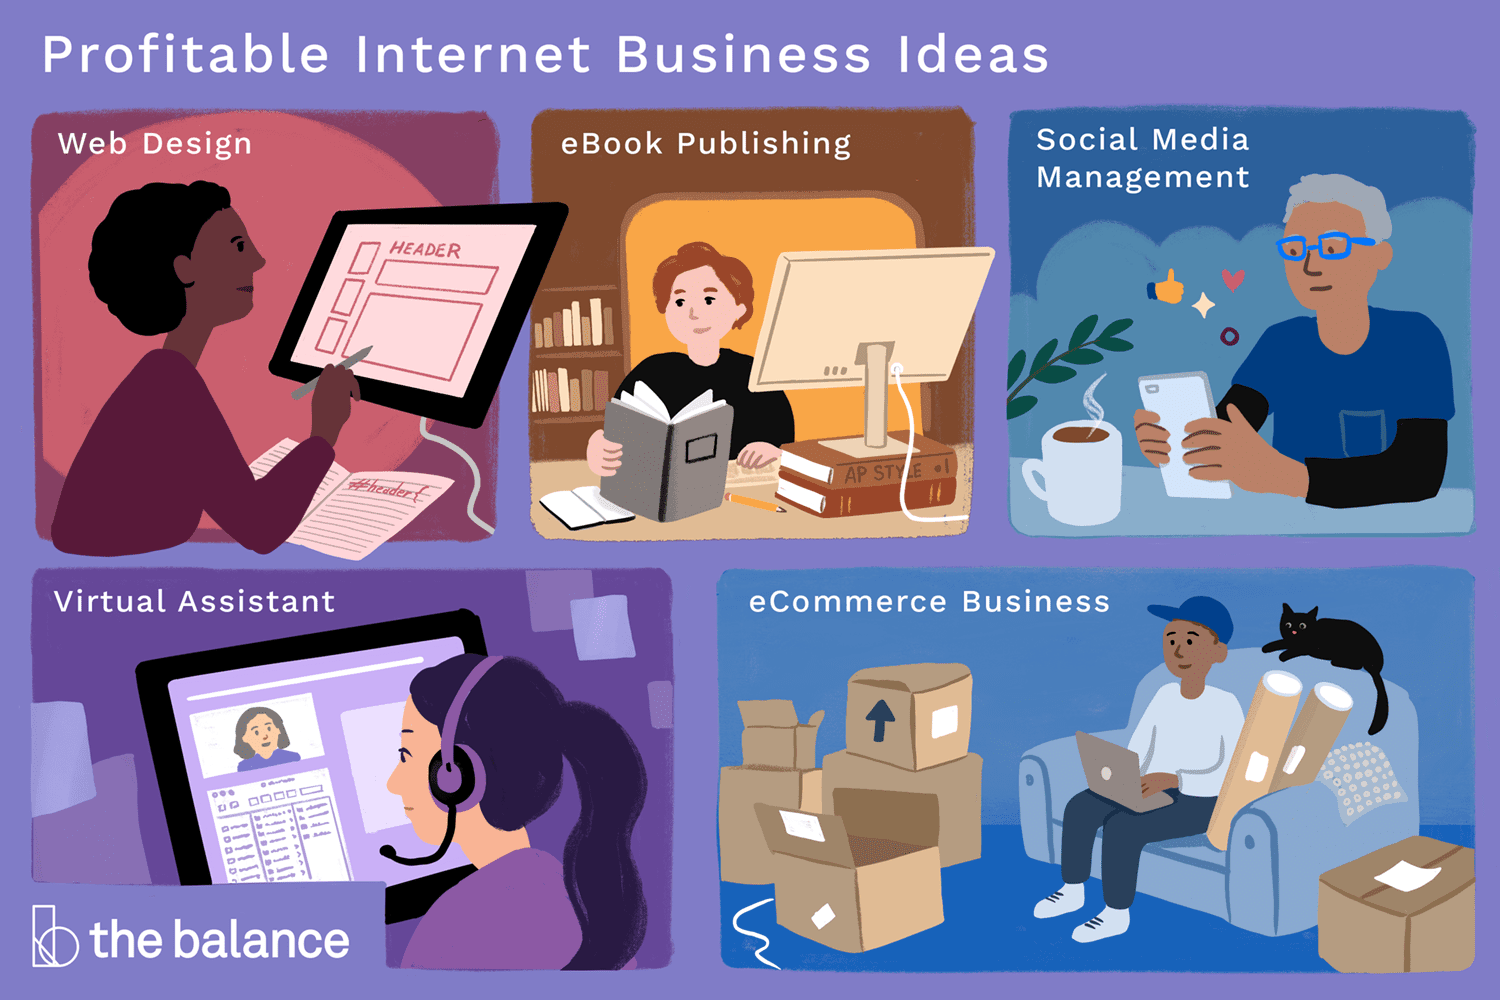 Profitable Internet Business Ideas
Web Design
HEADER
#header{
eBook Publishing
AP STYLE
Social Media
Management
Virtual Assistant
eCommerce Business
the balance